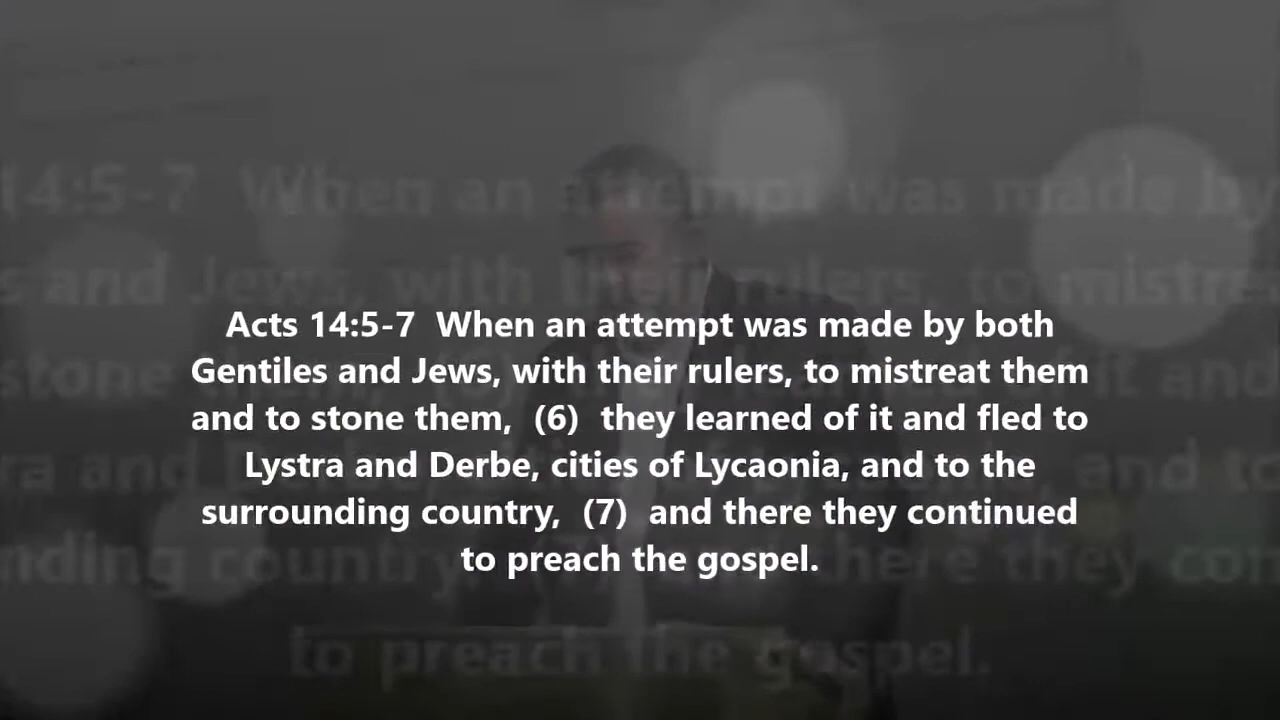 Acts 14:5-7  When an attempt was made by both
Gentiles and Jews, with their rulers, to mistreat them
and to stone them,  (6)  they learned of it and fled to
Lystra and Derbe, cities of Lycaonia, and to the
surrounding country,  (7)  and there they continued
to preach the gospel.